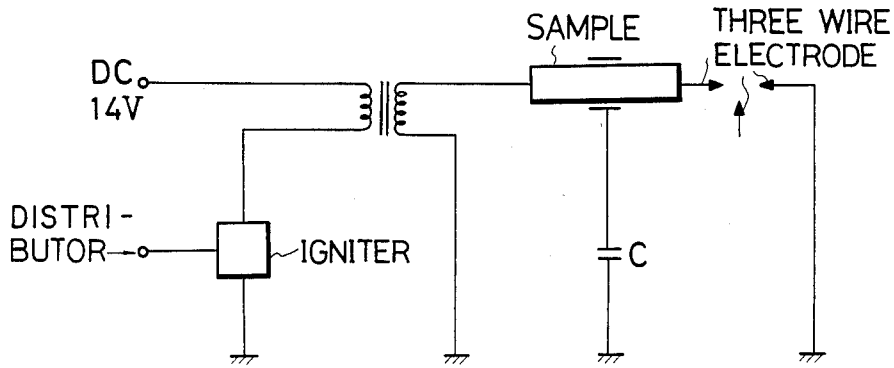 SAMPLE
THREE WIRE
ELECTRODE
DC
14V
DISTRI-
BUTOR
IGNITER
C